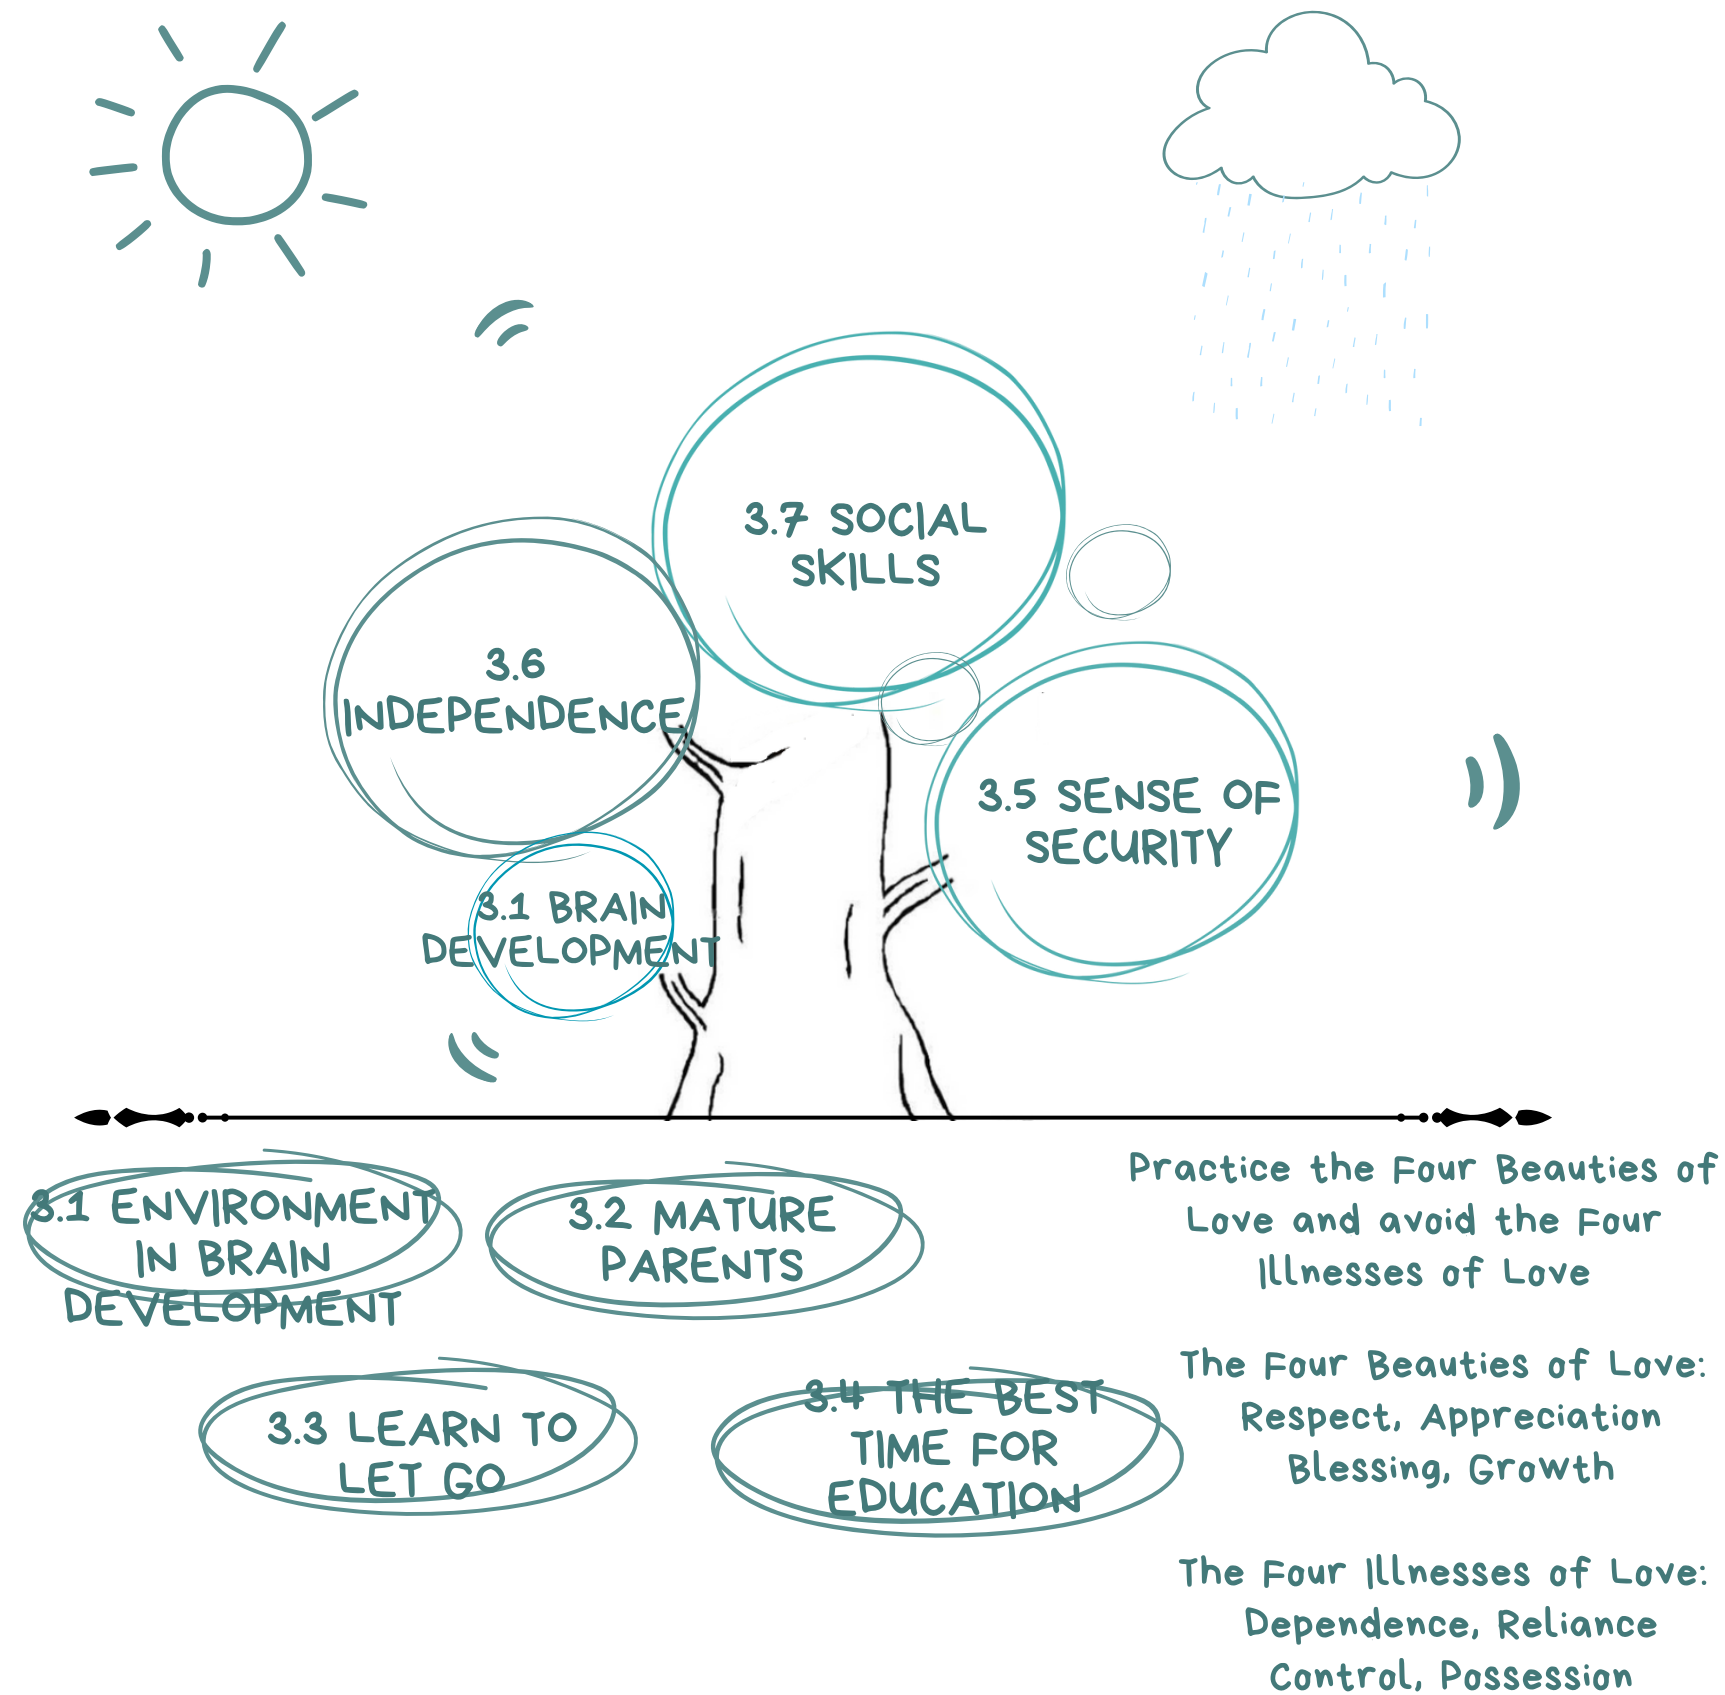 3.7 SOCIAL
SKILLS
3.6
INDEPENDENCE
3.5 SENSE OF
SECURITY
3.1 BRAIN
DEVELOPMENT
3.1 ENVIRONMENT
IN BRAIN
DEVELOPMENT
3.2 MATURE
PARENTS
3.3 LEARN TO
LET GO
3.4 THE BEST
TIME FOR
EDUCATION
Practice the Four Beauties of
Love and avoid the Four
Illnesses of Love
The Four Beauties of Love:
Respect, Appreciation
Blessing, Growth
The Four Illnesses of Love:
Dependence, Reliance
Control, Possession